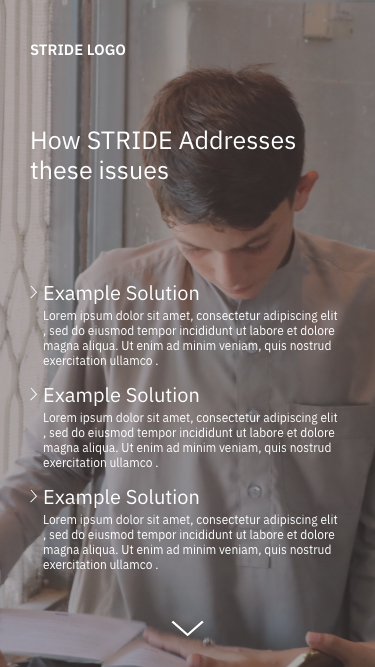 STRIDE LOGO
How STRIDE Addresses
these issues
Example Solution
Lorem ipsum dolor sit amet, consectetur adipiscing elit
, sed do eiusmod tempor incididunt ut labore et dolore
magna aliqua. Ut enim ad minim veniam, quis nostrud
exercitation ullamco .
Example Solution
Lorem ipsum dolor sit amet, consectetur adipiscing elit
, sed do eiusmod tempor incididunt ut labore et dolore
magna aliqua. Ut enim ad minim veniam, quis nostrud
exercitation ullamco .
Example Solution
Lorem ipsum dolor sit amet, consectetur adipiscing elit
, sed do eiusmod tempor incididunt ut labore et dolore
magna aliqua. Ut enim ad minim veniam, quis nostrud
exercitation ullamco .